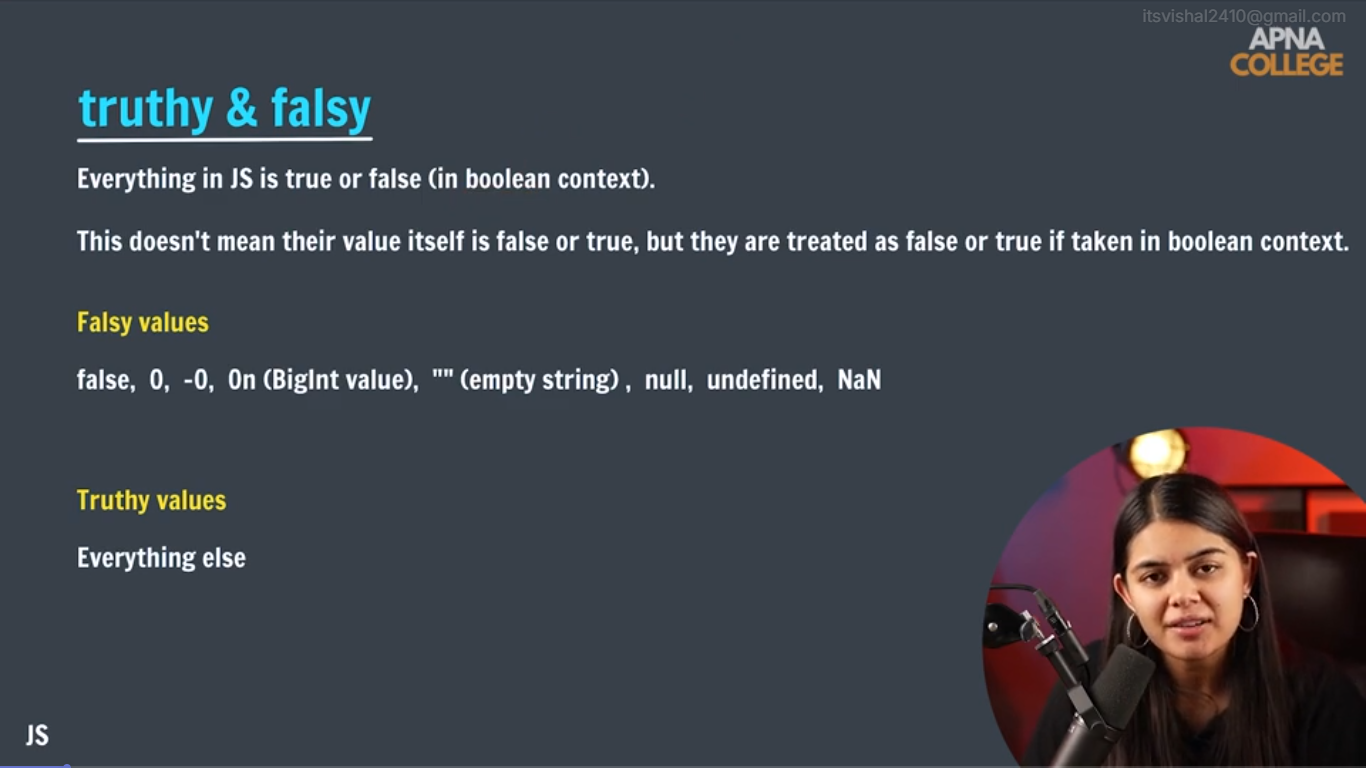 itsvishal2410@gmail.com
APNA
COLLEGE
truthy & falsy
Everything in JS is true or false (in boolean context).
This doesn't mean their value itself is false or true, but they are treated as false or true if taken in boolean context.
Falsy values
false, 0, -0, 0n (BigInt value), "" (empty string) , null, undefined, NaN
Truthy values
Everything else
JS